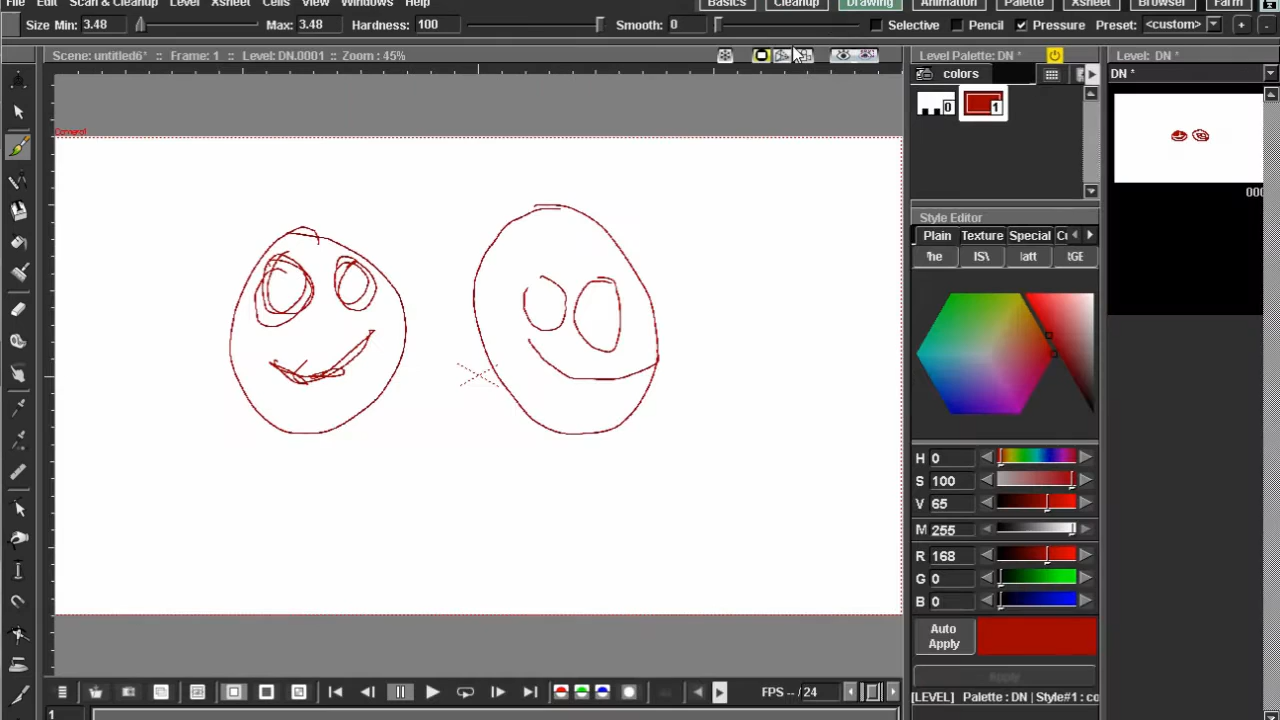 File Edit Scan & Cleanup Level Xsheet Cells View Windows Help Basics Cleanup Drawing Animation Palette Xsheet Browser Farm
Size Min: 3.48 Max: 3.48 Hardness: 100 Smooth: 0 Selective Pencil Pressure Preset: <custom> + -
Scene: untitled6* :: Frame: 1 :: Level: DN.0001 :: Zoom : 45% Level Palette: DN * Level: DN *
colors DN *
0 1
Camera1
000
Style Editor
Plain Texture Special
H 0
S 100
V 65
M 255
R 168
G 0
B 0
Auto Apply
Apply
FPS -- / 24
[LEVEL] Palette : DN | Style#1 : co
1